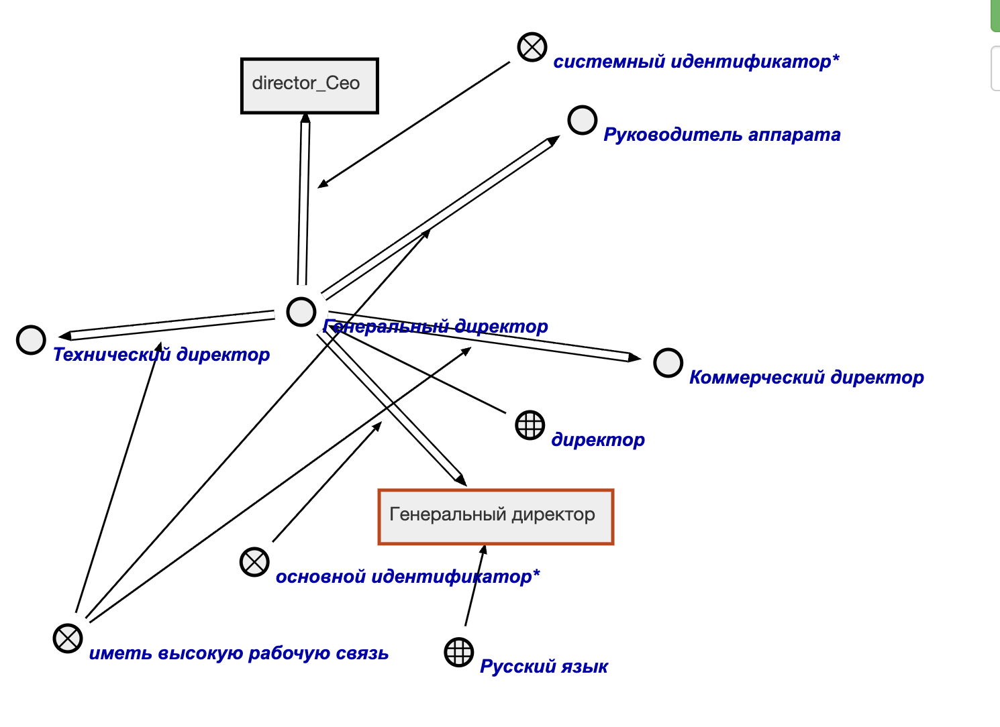 системный идентификатор*
director_Ceo
Руководитель аппарата
Генеральный директор
Технический директор
Коммерческий директор
директор
Генеральный директор
основной идентификатор*
иметь высокую рабочую связь
Русский язык